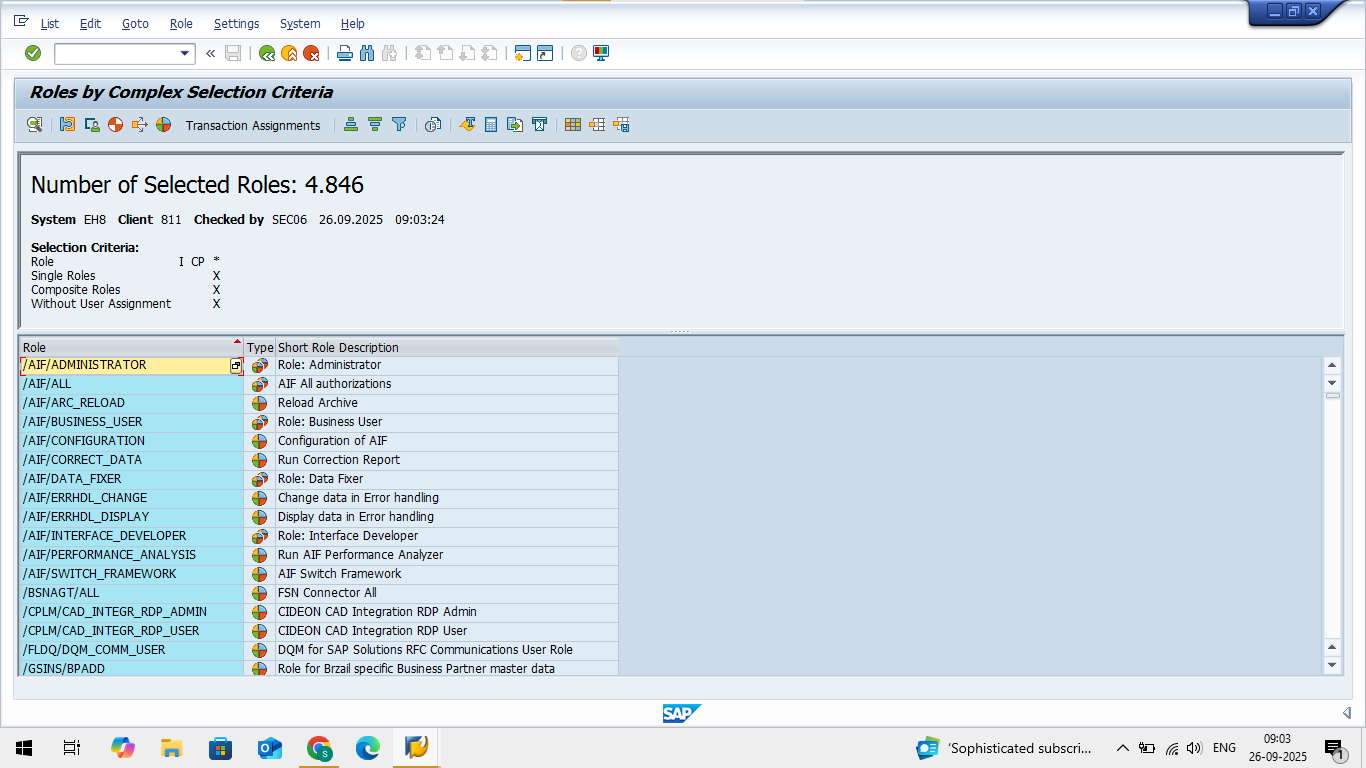 List Edit Goto Role Settings System Help
Roles by Complex Selection Criteria
Transaction Assignments
Number of Selected Roles: 4.846
System EH8 Client 811 Checked by SEC06 26.09.2025 09:03:24
Selection Criteria:
Role I CP *
Single Roles X
Composite Roles X
Without User Assignment X
Role Type Short Role Description
/AIF/ADMINISTRATOR Role: Administrator
/AIF/ALL AIF All authorizations
/AIF/ARC_RELOAD Reload Archive
/AIF/BUSINESS_USER Role: Business User
/AIF/CONFIGURATION Configuration of AIF
/AIF/CORRECT_DATA Run Correction Report
/AIF/DATA_FIXER Role: Data Fixer
/AIF/ERRHDL_CHANGE Change data in Error handling
/AIF/ERRHDL_DISPLAY Display data in Error handling
/AIF/INTERFACE_DEVELOPER Role: Interface Developer
/AIF/PERFORMANCE_ANALYSIS Run AIF Performance Analyzer
/AIF/SWITCH_FRAMEWORK AIF Switch Framework
/BSNAGT/ALL FSN Connector All
/CPLM/CAD_INTEGR_RDP_ADMIN CIDEON CAD Integration RDP Admin
/CPLM/CAD_INTEGR_RDP_USER CIDEON CAD Integration RDP User
/FLDQ/DQM_COMM_USER DQM for SAP Solutions RFC Communications User Role
/GSINS/BPADD Role for Brzail specific Business Partner master data
SAP
'Sophisticated subscri... ENG 09:03
26-09-2025 1